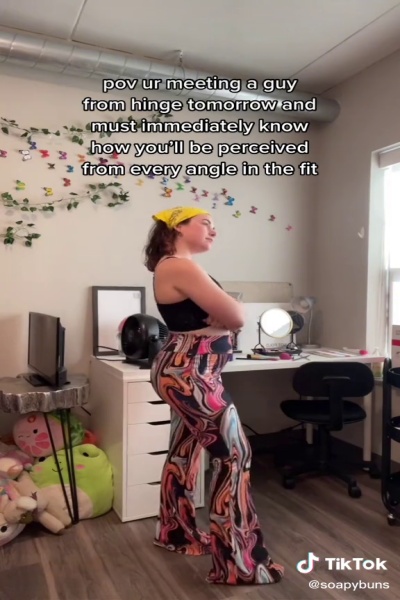 pov ur meeting a guy
from hinge tomorrow and
must immediately know
how you'll be perceived
from every angle in the fit
TikTok
@soapybuns